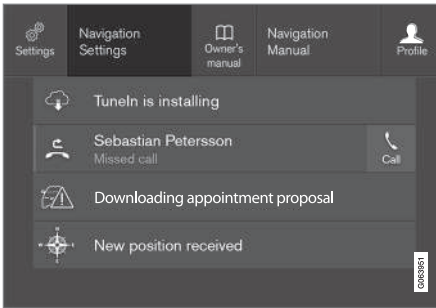 Settings
Navigation
Settings
Owner's
manual
Navigation
Manual
Profile
TuneIn is installing
Sebastian Petersson
Missed call
Call
Downloading appointment proposal
New position received
G063951